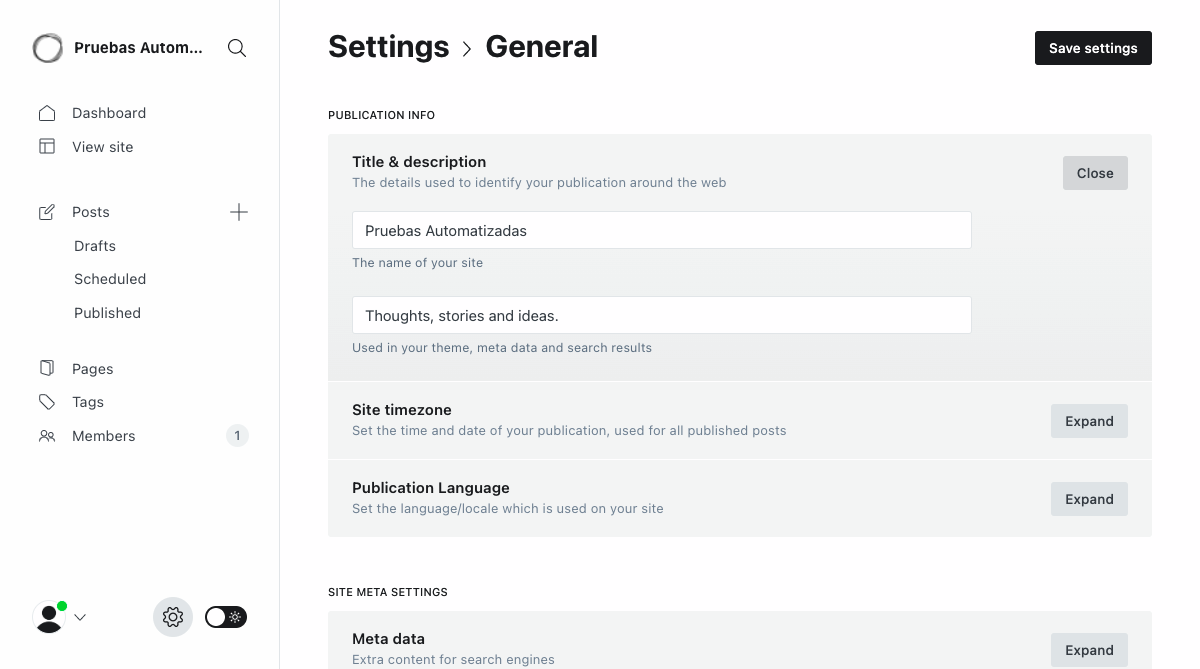 Pruebas Autom...
Dashboard
View site
Posts
Drafts
Scheduled
Published
Pages
Tags
Members
1
Settings
General
Save settings
PUBLICATION INFO
Title & description
The details used to identify your publication around the web
Close
Pruebas Automatizadas
The name of your site
Thoughts, stories and ideas.
Used in your theme, meta data and search results
Site timezone
Set the time and date of your publication, used for all published posts
Expand
Publication Language
Set the language/locale which is used on your site
Expand
SITE META SETTINGS
Meta data
Extra content for search engines
Expand